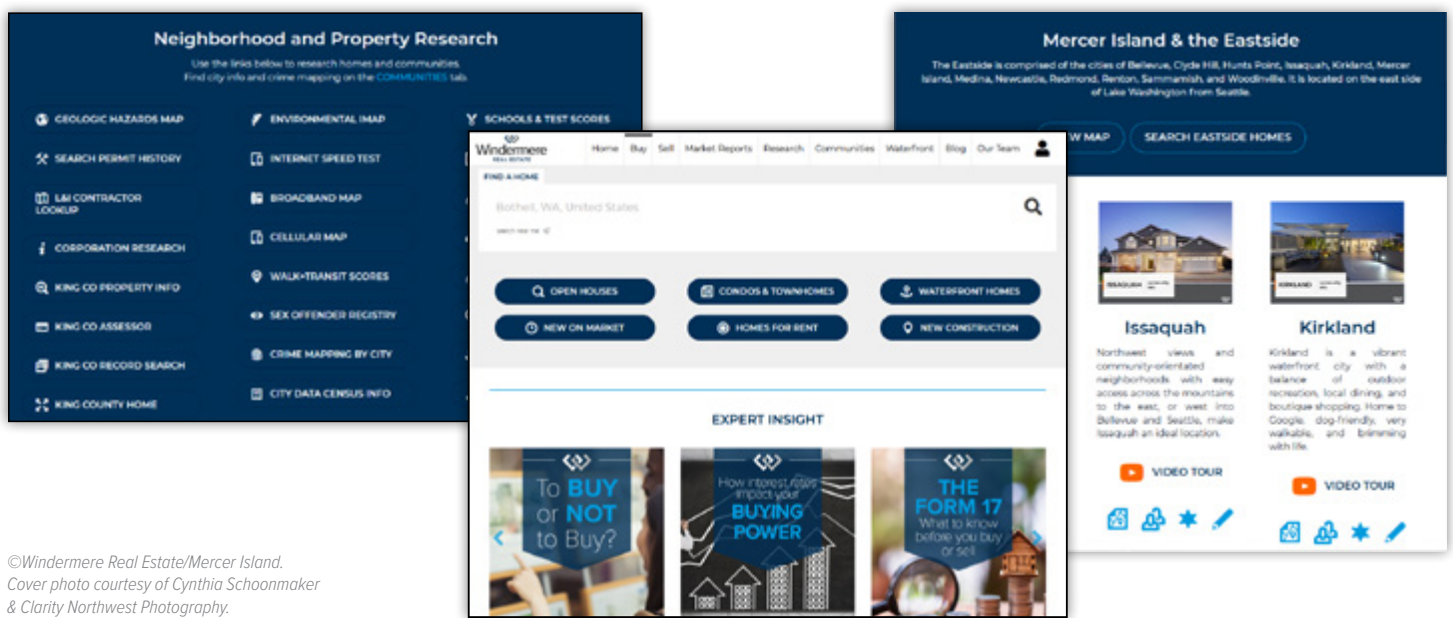 Neighborhood and Property Research
Use the links below to research homes and communities.
Find city info and crime mapping on the COMMUNITIES tab.
GEOLOGIC HAZARDS MAP
SEARCH PERMIT HISTORY
L&I CONTRACTOR
LOOKUP
CORPORATION RESEARCH
KING CO PROPERTY INFO
KING CO ASSESSOR
KING CO RECORD SEARCH
KING COUNTY HOME
ENVIRONMENTAL IMAP
INTERNET SPEED TEST
BROADBAND MAP
CELLULAR MAP
WALK+TRANSIT SCORES
SEX OFFENDER REGISTRY
CRIME MAPPING BY CITY
CITY DATA CENSUS INFO
SCHOOLS & TEST SCORES
Windermere
REAL ESTATE
Home Buy Sell Market Reports Research Communities Waterfront Blog Our Team
FIND A HOME
Bothell, WA, United States
OPEN HOUSES
CONDOS & TOWNHOMES
WATERFRONT HOMES
NEW ON MARKET
HOMES FOR RENT
NEW CONSTRUCTION
EXPERT INSIGHT
To BUY
or NOT
to Buy?
How interest rates
impact your
BUYING
POWER
THE
FORM 17
What to know
before you buy
or sell
Mercer Island & the Eastside
The Eastside is comprised of the cities of Bellevue, Clyde Hill, Hunts Point, Issaquah, Kirkland, Mercer
Island, Medina, Newcastle, Redmond, Renton, Sammamish, and Woodinville. It is located on the east side
of Lake Washington from Seattle.
MAP
SEARCH EASTSIDE HOMES
ISSAQUAH
KIRKLAND
Issaquah
Northwest views and
community-orientated
neighborhoods with easy
access across the mountains
to the east, or west into
Bellevue and Seattle, make
Issaquah an ideal location.
VIDEO TOUR
Kirkland
Kirkland is a vibrant
waterfront city with a
balance of outdoor
recreation, local dining, and
boutique shopping. Home to
Google, dog-friendly, very
walkable, and brimming
with life.
VIDEO TOUR
©Windermere Real Estate/Mercer Island.
Cover photo courtesy of Cynthia Schoonmaker
& Clarity Northwest Photography.